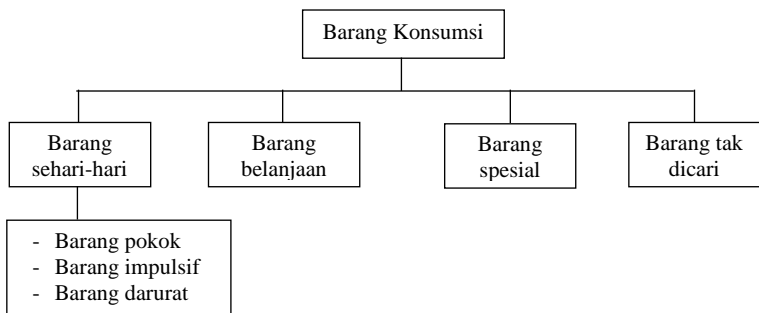 Barang Konsumsi
Barang
sehari-hari
Barang
belanjaan
Barang
spesial
Barang tak
dicari
- Barang pokok
- Barang impulsif
- Barang darurat